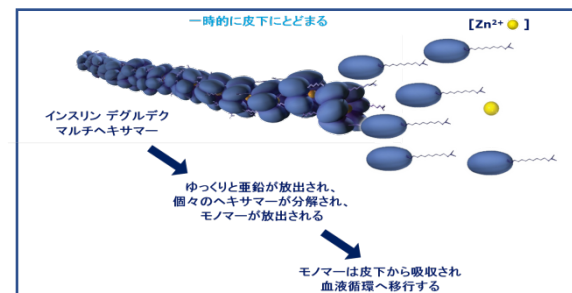 一時的に皮下にとどまる
[Zn²⁺ ]
インスリン デグルデク
マルチヘキサマー
ゆっくりと亜鉛が放出され、
個々のヘキサマーが分解され、
モノマーが放出される
モノマーは皮下から吸収され
血液循環へ移行する